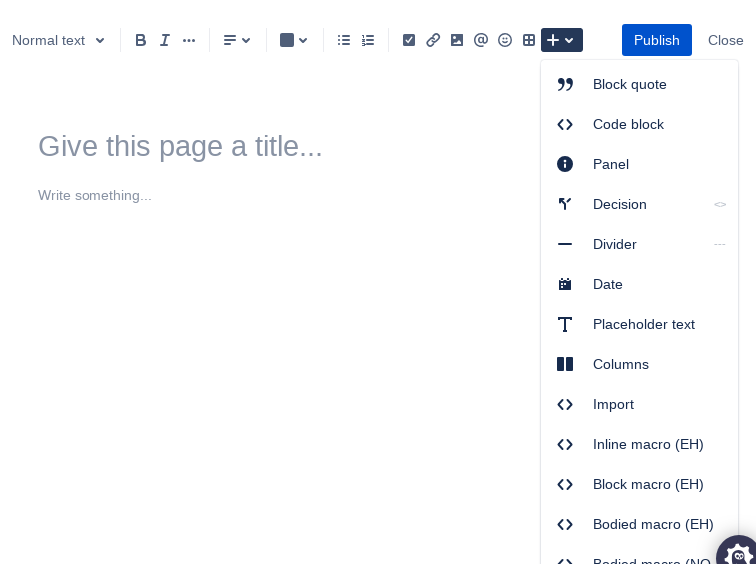 Normal text
Publish
Close
Give this page a title...
Write something...
Block quote
Code block
Panel
Decision <>
Divider ---
Date
Placeholder text
Columns
Import
Inline macro (EH)
Block macro (EH)
Bodied macro (EH)
Bodied macro (NO